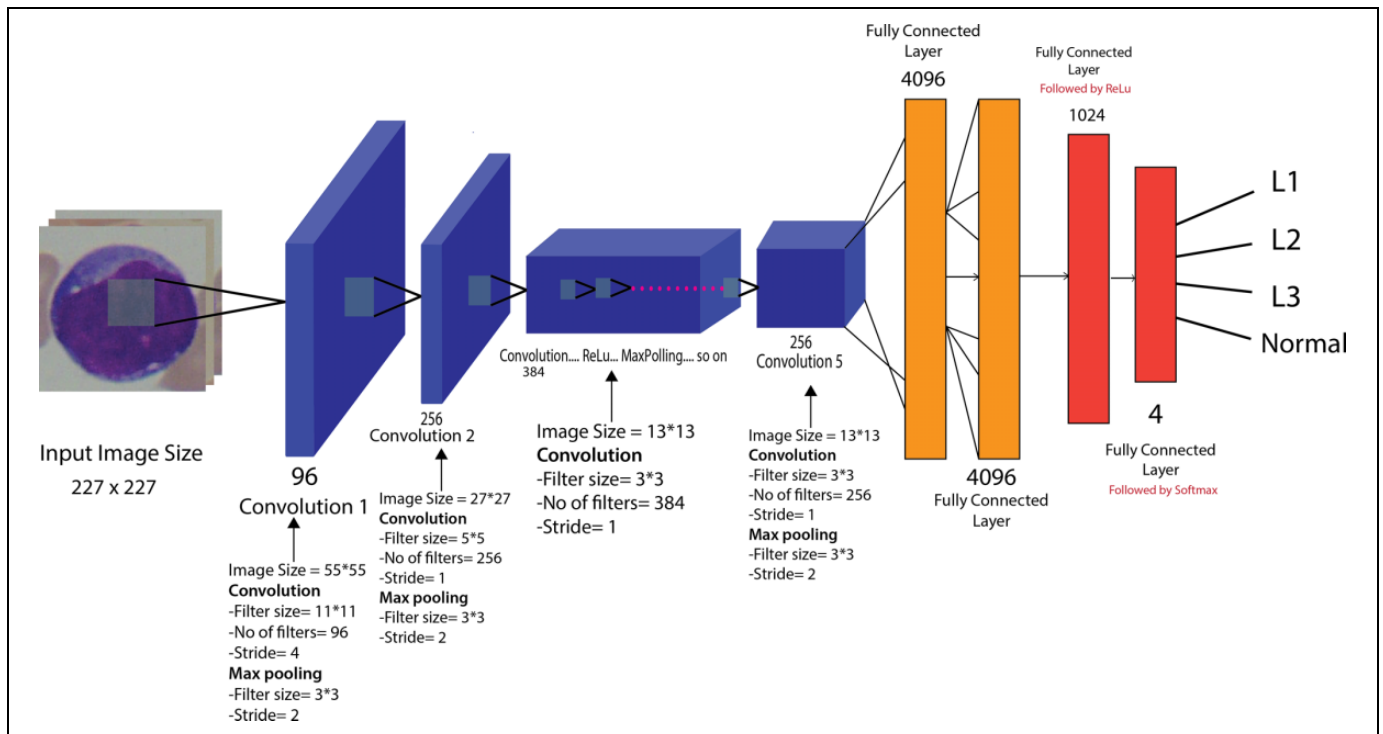 Input Image Size
227 x 227
96
Convolution 1
Image Size = 55*55
Convolution
-Filter size= 11*11
-No of filters= 96
-Stride= 4
Max pooling
-Filter size= 3*3
-Stride= 2
256
Convolution 2
Image Size = 27*27
Convolution
-Filter size= 5*5
-No of filters= 256
-Stride= 1
Max pooling
-Filter size= 3*3
-Stride= 2
Convolution.... ReLu... MaxPolling.... so on
384
Image Size = 13*13
Convolution
-Filter size= 3*3
-No of filters= 384
-Stride= 1
256
Convolution 5
Image Size = 13*13
Convolution
-Filter size= 3*3
-No of filters= 256
-Stride= 1
Max pooling
-Filter size= 3*3
-Stride= 2
Fully Connected
Layer
4096
4096
Fully Connected
Layer
Fully Connected
Layer
Followed by ReLu
1024
4
Fully Connected
Layer
Followed by Softmax
L1
L2
L3
Normal